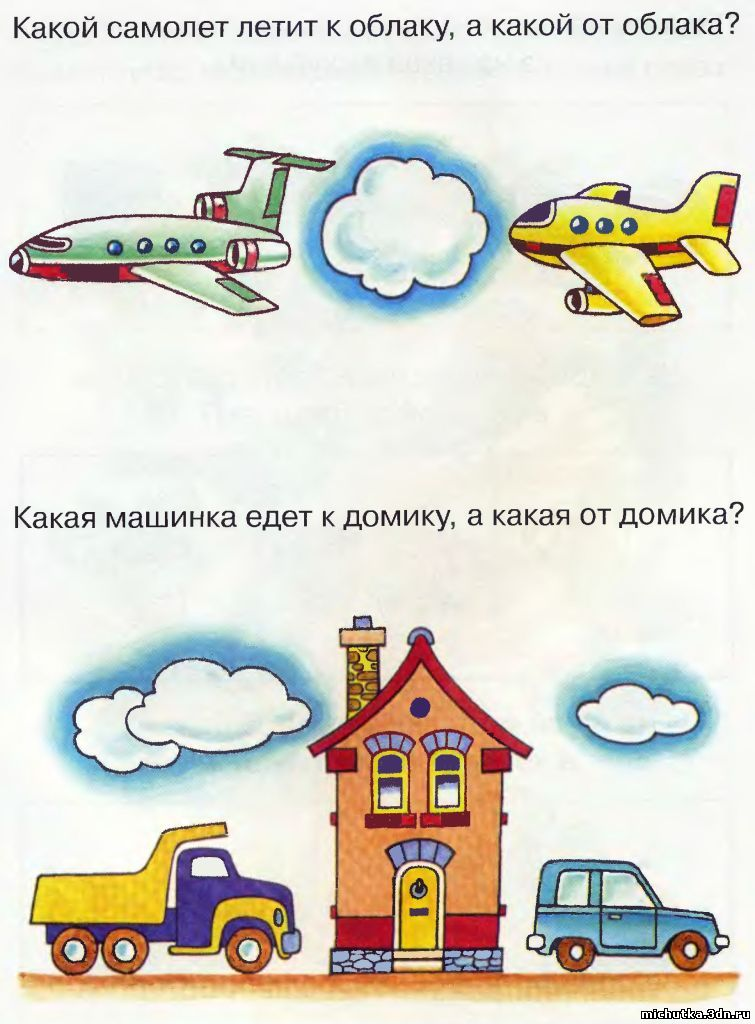 Какой самолет летит к облаку, а какой от облака?
Какая машинка едет к домику, а какая от домика?
michutka.3dn.ru